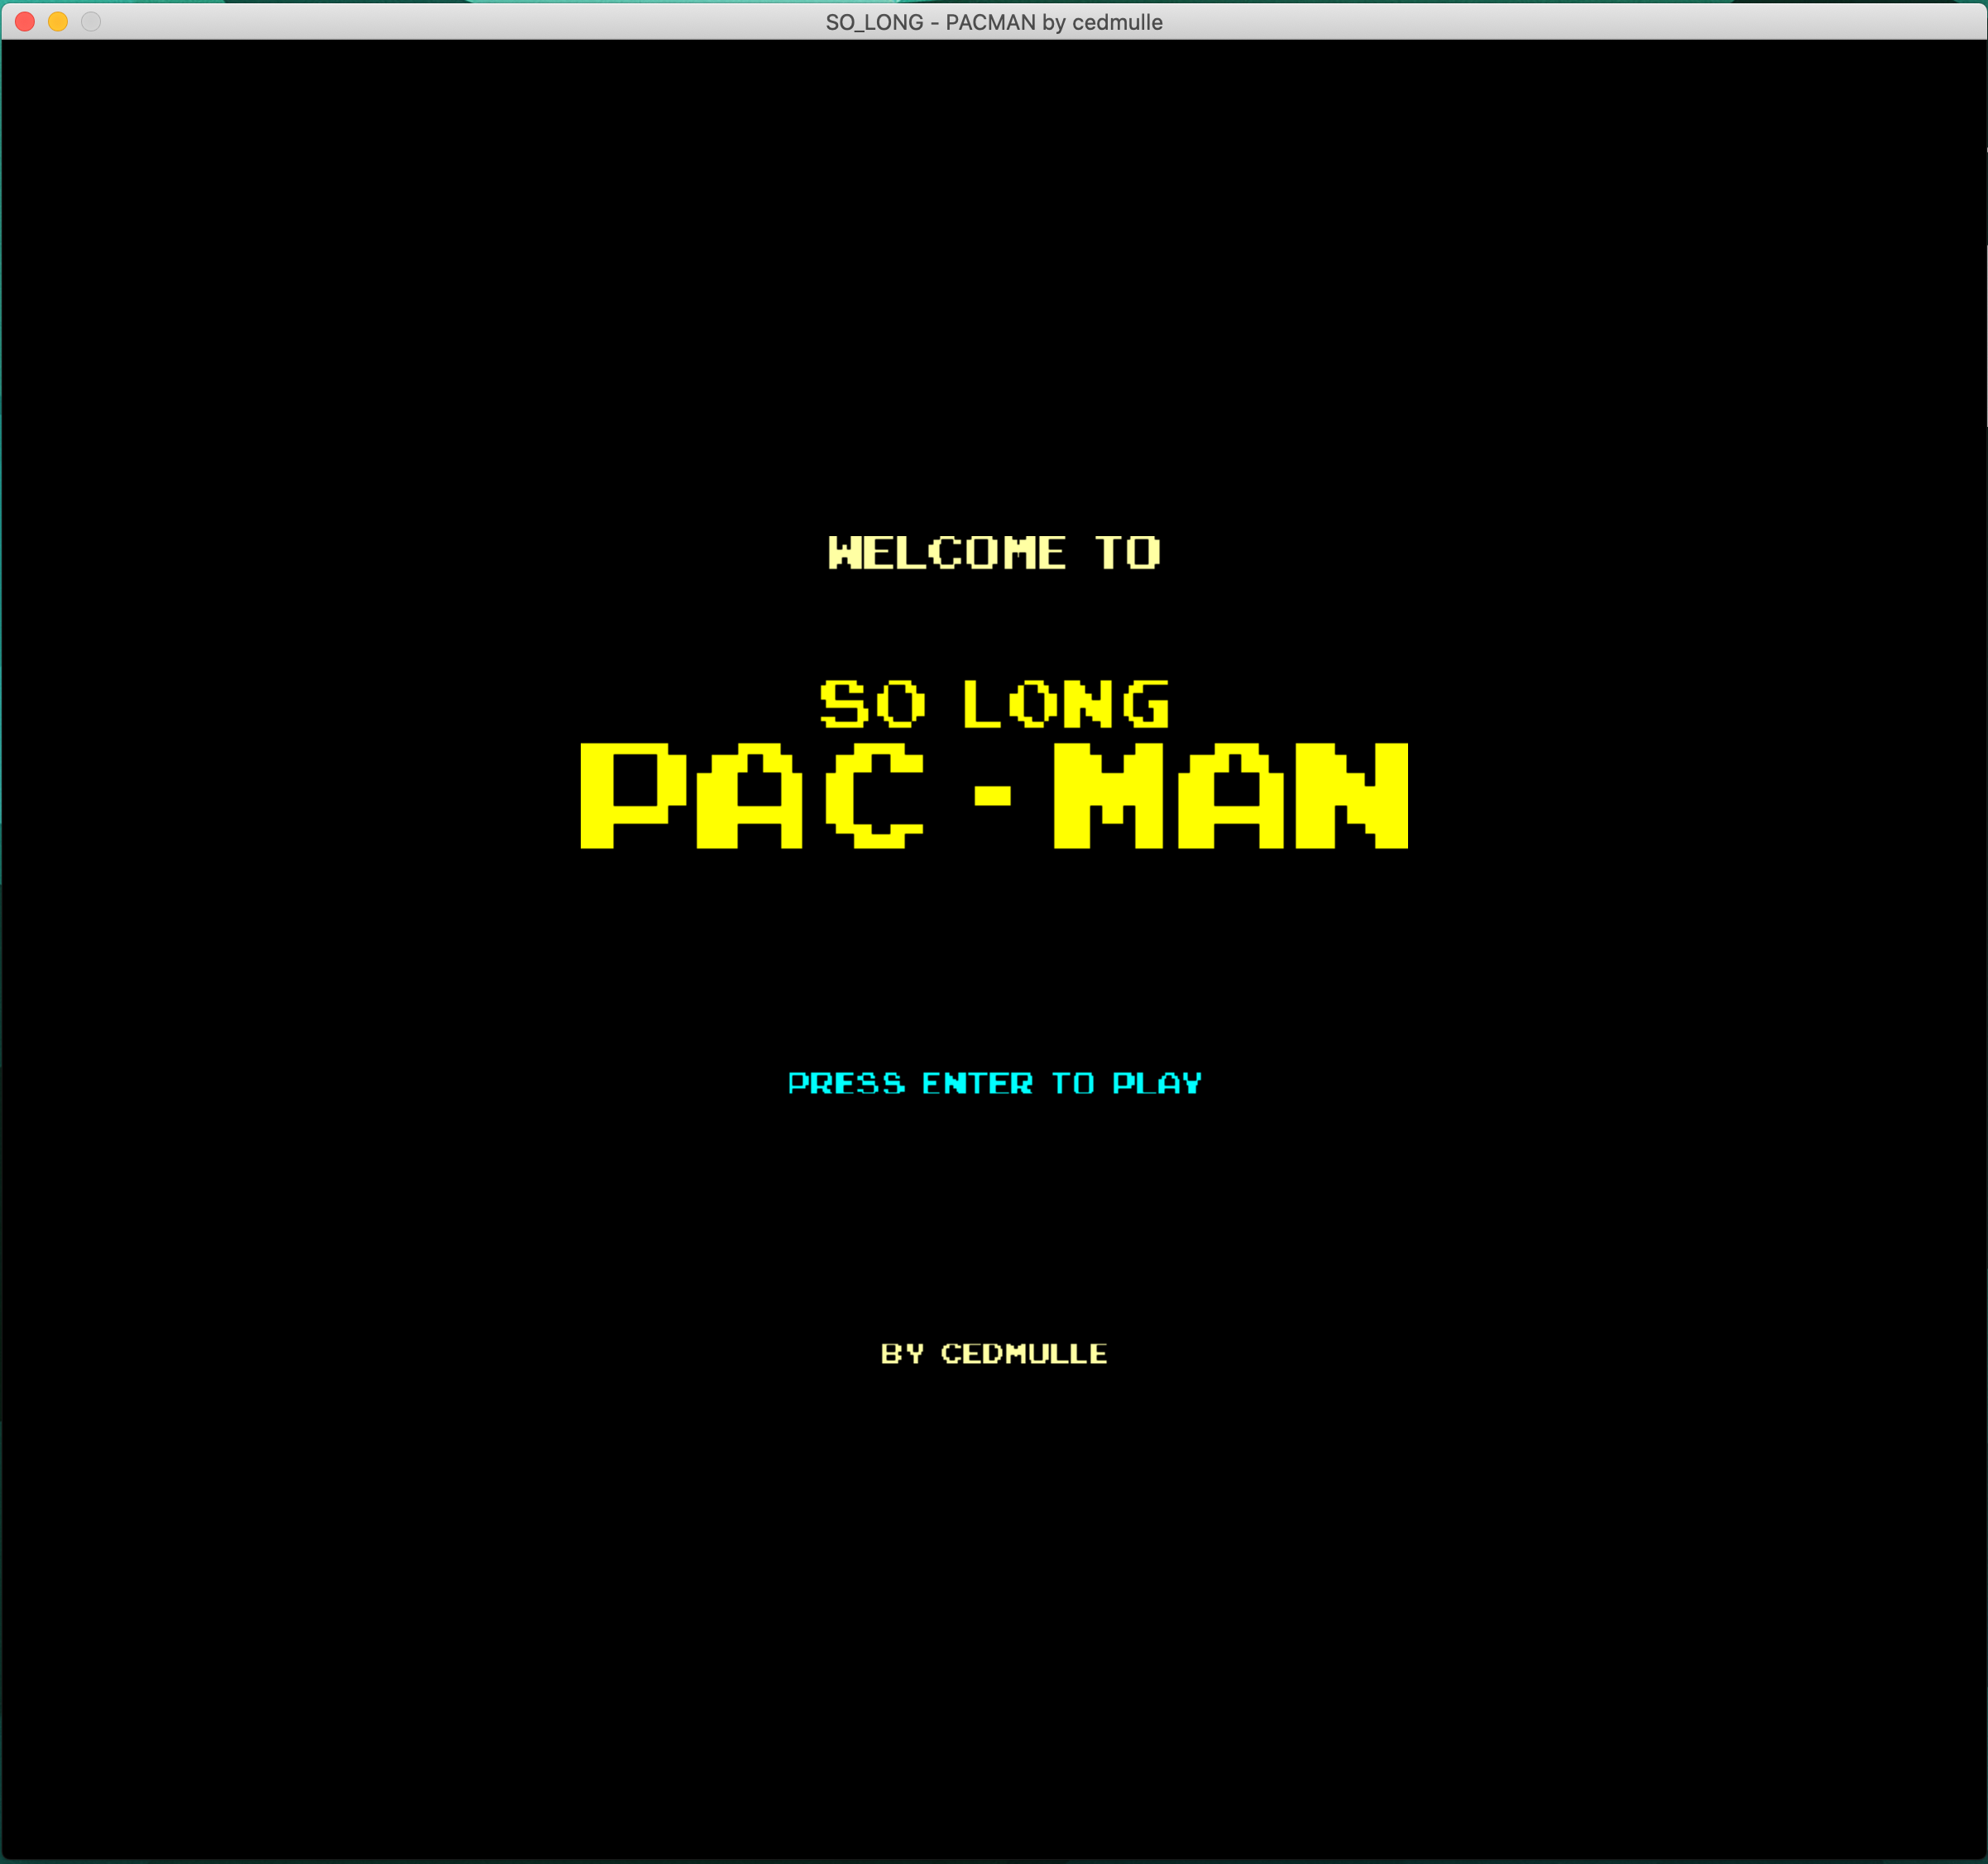 SO_LONG - PACMAN by cedmulle
WELCOME TO
SO LONG
PAC-MAN
PRESS ENTER TO PLAY
BY CEDMULLE